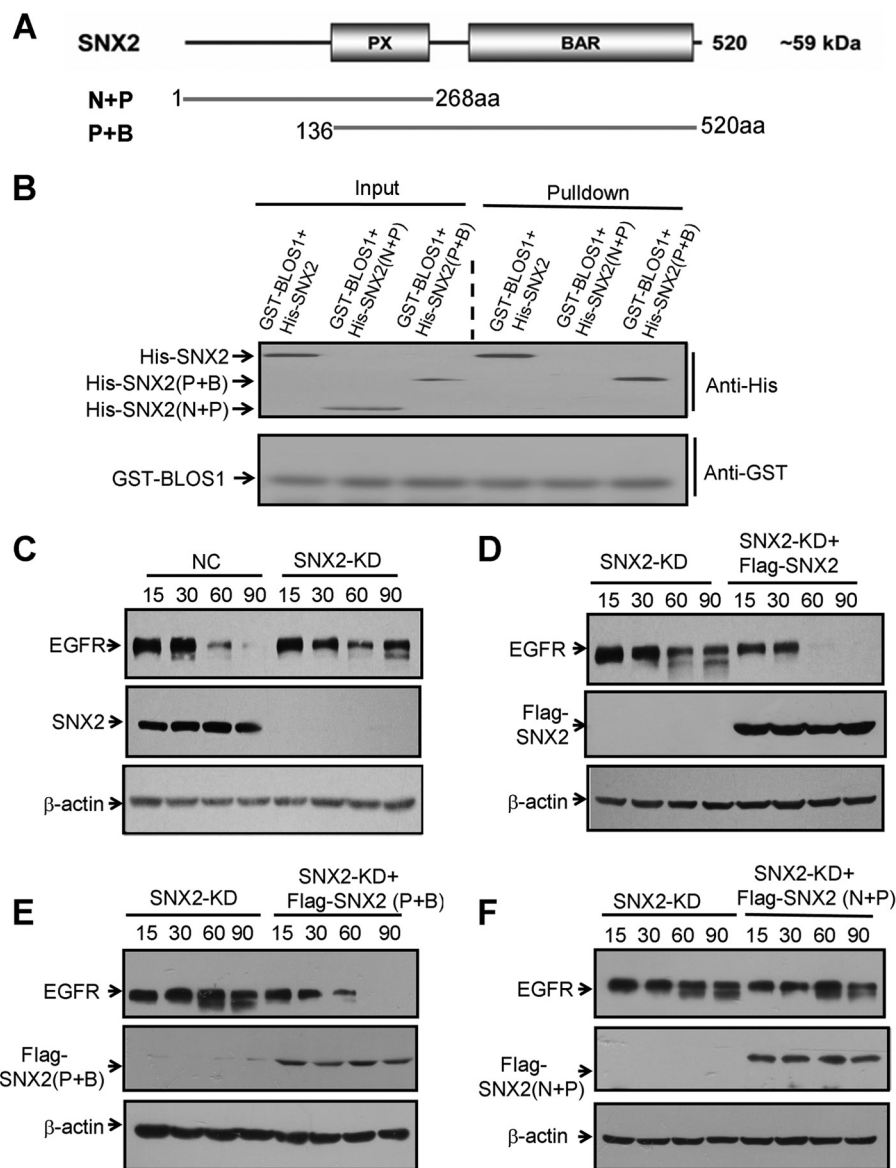 A
SNX2
PX
BAR
520
~59 kDa
N+P
1
268aa
P+B
136
520aa
B
Input
Pulldown
GST-BLOS1+
His-SNX2
GST-BLOS1+
His-SNX2(N+P)
GST-BLOS1+
His-SNX2(P+B)
GST-BLOS1+
His-SNX2
GST-BLOS1+
His-SNX2(N+P)
GST-BLOS1+
His-SNX2(P+B)
His-SNX2
His-SNX2(P+B)
His-SNX2(N+P)
Anti-His
GST-BLOS1
Anti-GST
C
NC
SNX2-KD
15 30 60 90 15 30 60 90
EGFR
SNX2
β-actin
D
SNX2-KD
SNX2-KD+
Flag-SNX2
15 30 60 90 15 30 60 90
EGFR
Flag-
SNX2
β-actin
E
SNX2-KD
SNX2-KD+
Flag-SNX2 (P+B)
15 30 60 90 15 30 60 90
EGFR
Flag-
SNX2(P+B)
β-actin
F
SNX2-KD
SNX2-KD+
Flag-SNX2 (N+P)
15 30 60 90 15 30 60 90
EGFR
Flag-
SNX2(N+P)
β-actin